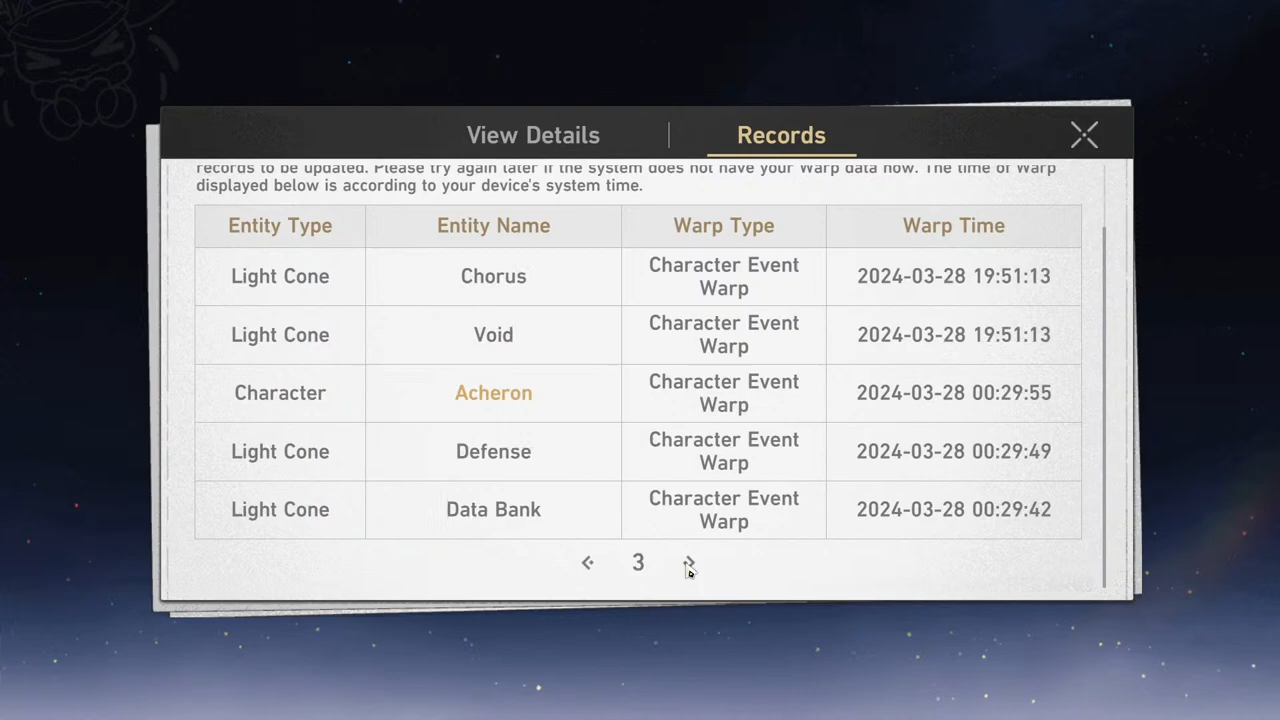 View Details
Records
records to be updated. Please try again later if the system does not have your Warp data now. The time of Warp
displayed below is according to your device's system time.
Entity Type Entity Name Warp Type Warp Time
Light Cone Chorus Character Event Warp 2024-03-28 19:51:13
Light Cone Void Character Event Warp 2024-03-28 19:51:13
Character Acheron Character Event Warp 2024-03-28 00:29:55
Light Cone Defense Character Event Warp 2024-03-28 00:29:49
Light Cone Data Bank Character Event Warp 2024-03-28 00:29:42
3